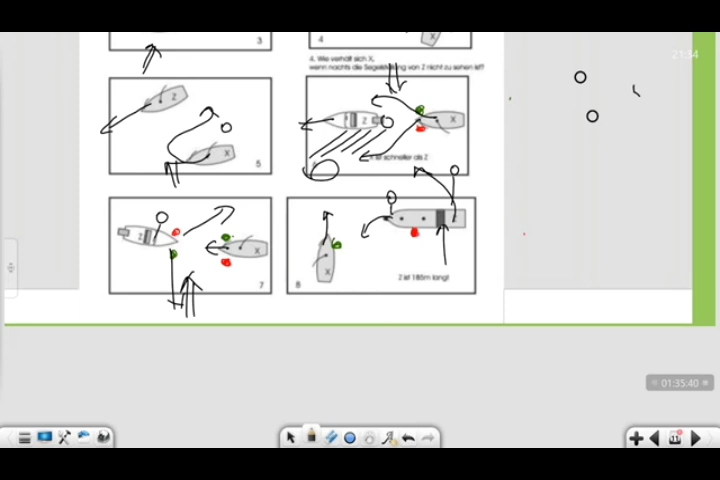 21:34
3
4
4. Wie verhält sich X,
wenn nachts die Segelstellung von Z nicht zu sehen ist?
Z
X
5
Z
X
ist schneller als Z
Z
X
7
X
8
Z ist 185m lang!
01:35:40
11